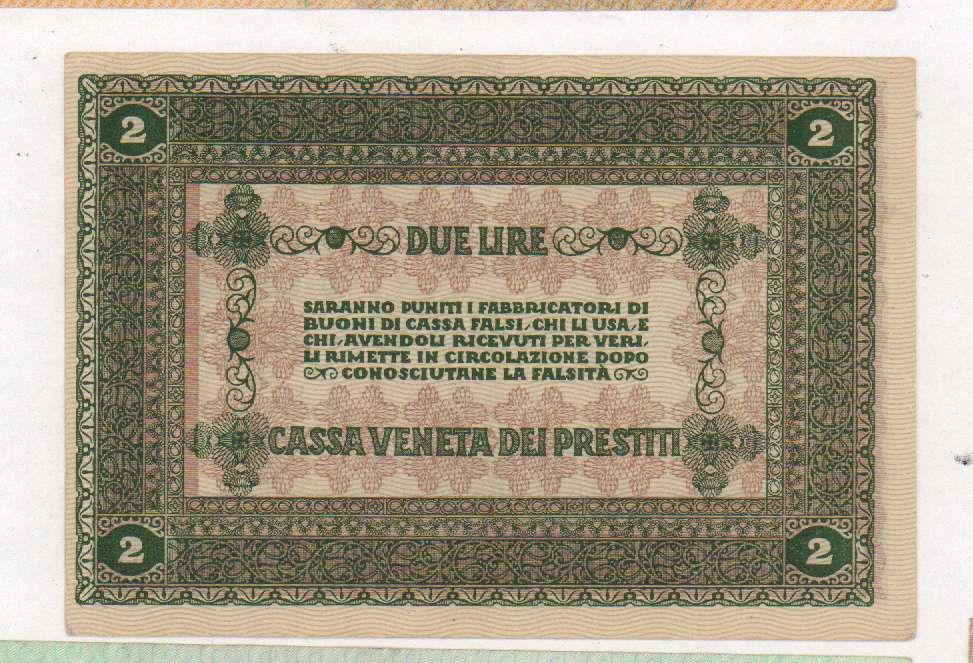 2 2
DUE LIRE
SARANNO PUNITI I FABBRICATORI DI
BUONI DI CASSA FALSI, CHI LI USA, E
CHI, AVENDOLI RICEVUTI PER VERI,
LI RIMETTE IN CIRCOLAZIONE DOPO
CONOSCIUTANE LA FALSITÀ
CASSA VENETA DEI PRESTITI
2 2